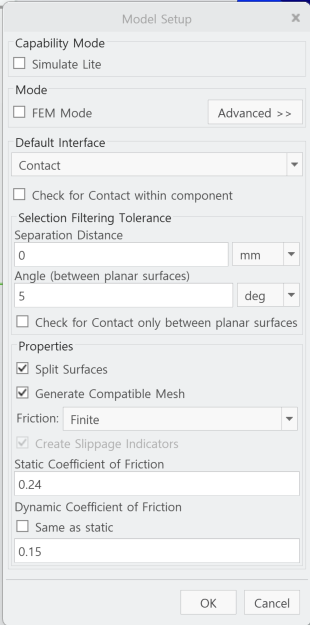 Model Setup
x
Capability Mode
Simulate Lite
Mode
FEM Mode
Advanced >>
Default Interface
Contact
Check for Contact within component
Selection Filtering Tolerance
Separation Distance
0 mm
Angle (between planar surfaces)
5 deg
Check for Contact only between planar surfaces
Properties
Split Surfaces
Generate Compatible Mesh
Friction: Finite
Create Slippage Indicators
Static Coefficient of Friction
0.24
Dynamic Coefficient of Friction
Same as static
0.15
OK Cancel